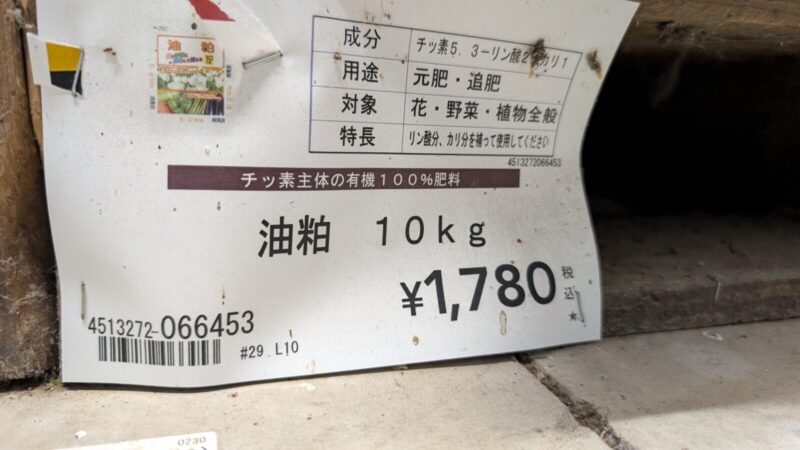 油粕
成分 チッ素5．3－リン酸2 カリ1
用途 元肥・追肥
対象 花・野菜・植物全般
特長 リン酸分、カリ分を補って使用してください
4513272066453
チッ素主体の有機100％肥料
油粕 10kg
¥1,780 税込★
4513272-066453
#29 L10
0230